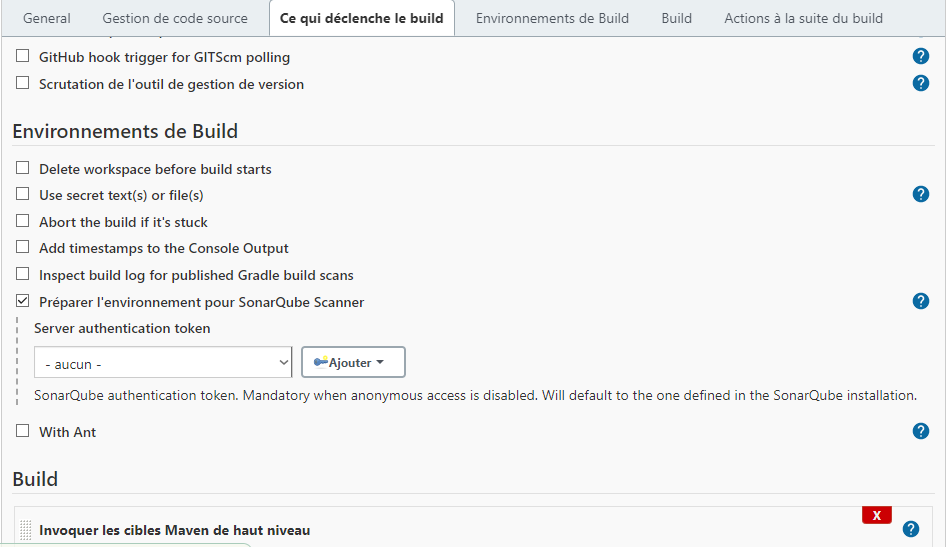 General
Gestion de code source
Ce qui déclenche le build
Environnements de Build
Build
Actions à la suite du build
GitHub hook trigger for GITScm polling
?
Scrutation de l'outil de gestion de version
?
Environnements de Build
Delete workspace before build starts
Use secret text(s) or file(s)
?
Abort the build if it's stuck
Add timestamps to the Console Output
Inspect build log for published Gradle build scans
Préparer l'environnement pour SonarQube Scanner
?
Server authentication token
- aucun -
Ajouter
SonarQube authentication token. Mandatory when anonymous access is disabled. Will default to the one defined in the SonarQube installation.
With Ant
?
Build
X
Invoquer les cibles Maven de haut niveau
?